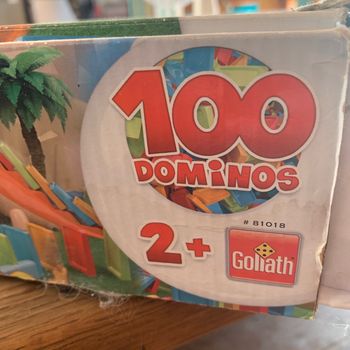 100
DOMINOS
# 81018
2+
Goliath